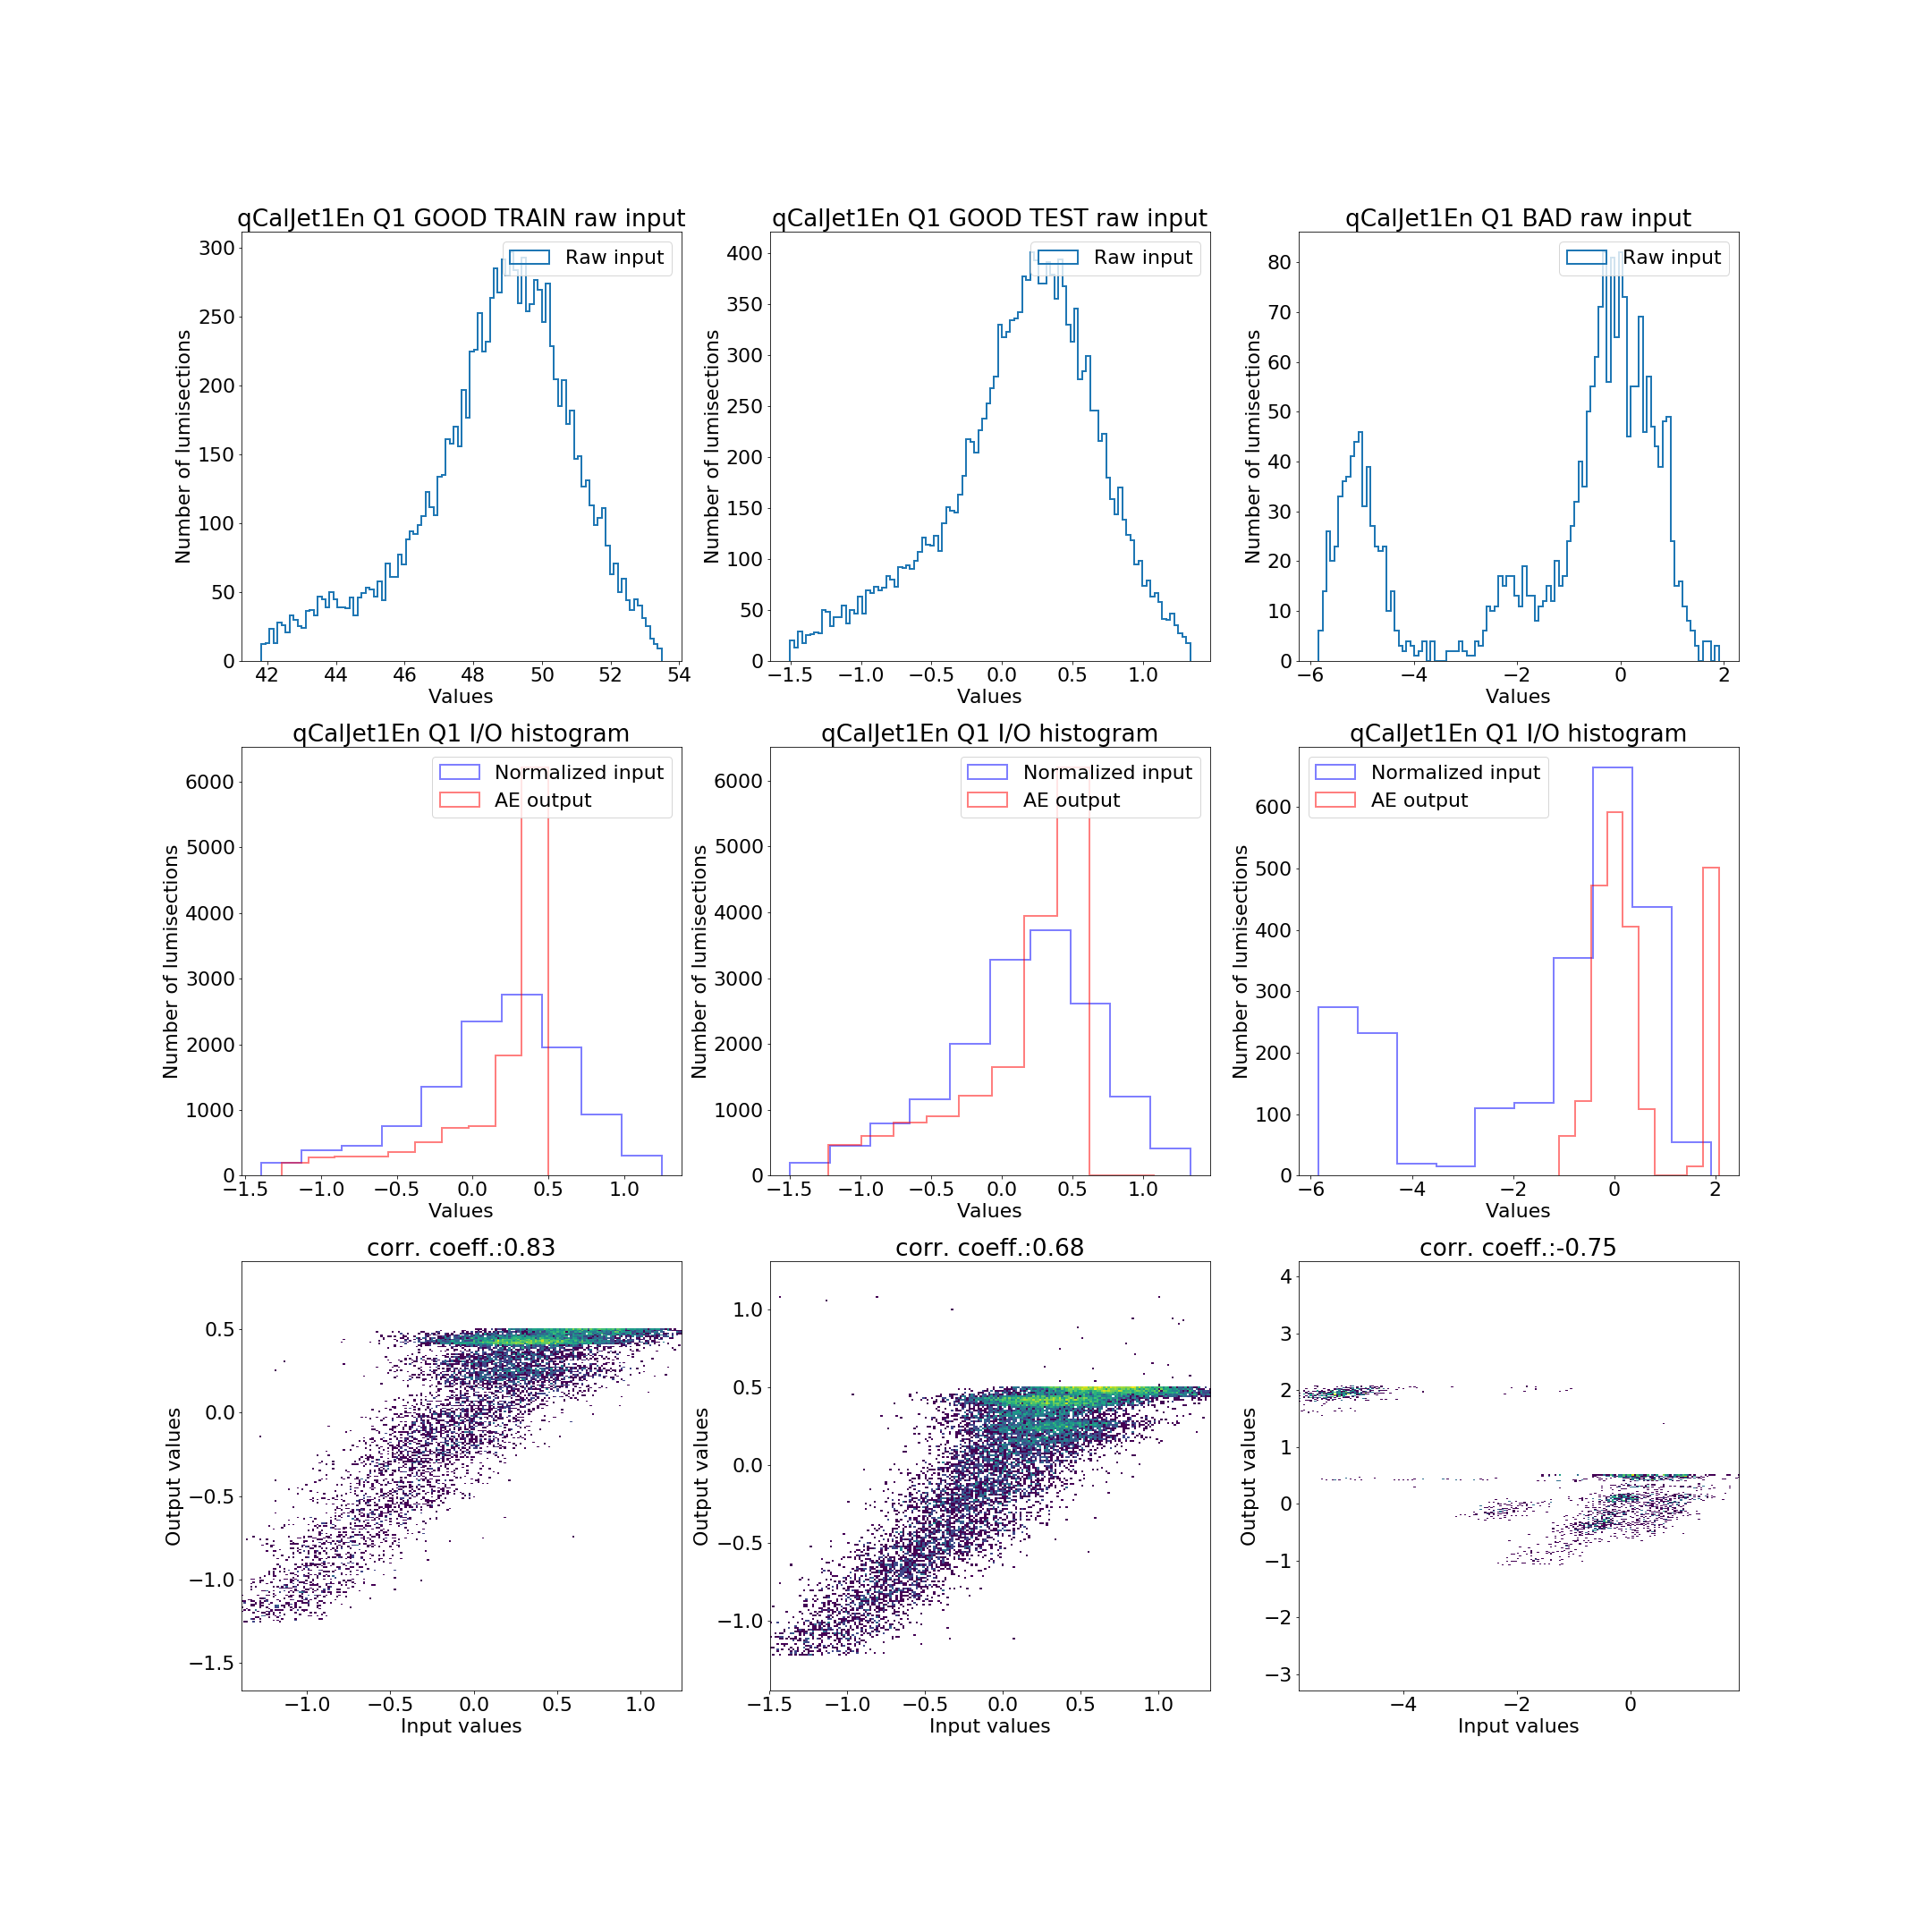 qCalJet1En Q1 GOOD TRAIN raw input
Raw input
Number of lumisections
300
250
200
150
100
50
0
42 44 46 48 50 52 54
Values
qCalJet1En Q1 GOOD TEST raw input
Raw input
Number of lumisections
400
350
300
250
200
150
100
50
0
−1.5 −1.0 −0.5 0.0 0.5 1.0
Values
qCalJet1En Q1 BAD raw input
Raw input
Number of lumisections
80
70
60
50
40
30
20
10
0
−6 −4 −2 0 2
Values
qCalJet1En Q1 I/O histogram
Normalized input
AE output
Number of lumisections
6000
5000
4000
3000
2000
1000
0
−1.5 −1.0 −0.5 0.0 0.5 1.0
Values
qCalJet1En Q1 I/O histogram
Normalized input
AE output
Number of lumisections
6000
5000
4000
3000
2000
1000
0
−1.5 −1.0 −0.5 0.0 0.5 1.0
Values
qCalJet1En Q1 I/O histogram
Normalized input
AE output
Number of lumisections
600
500
400
300
200
100
0
−6 −4 −2 0 2
Values
corr. coeff.:0.83
Output values
0.5
0.0
−0.5
−1.0
−1.5
−1.0 −0.5 0.0 0.5 1.0
Input values
corr. coeff.:0.68
Output values
1.0
0.5
0.0
−0.5
−1.0
−1.5 −1.0 −0.5 0.0 0.5 1.0
Input values
corr. coeff.:-0.75
Output values
4
3
2
1
0
−1
−2
−3
−4 −2 0
Input values